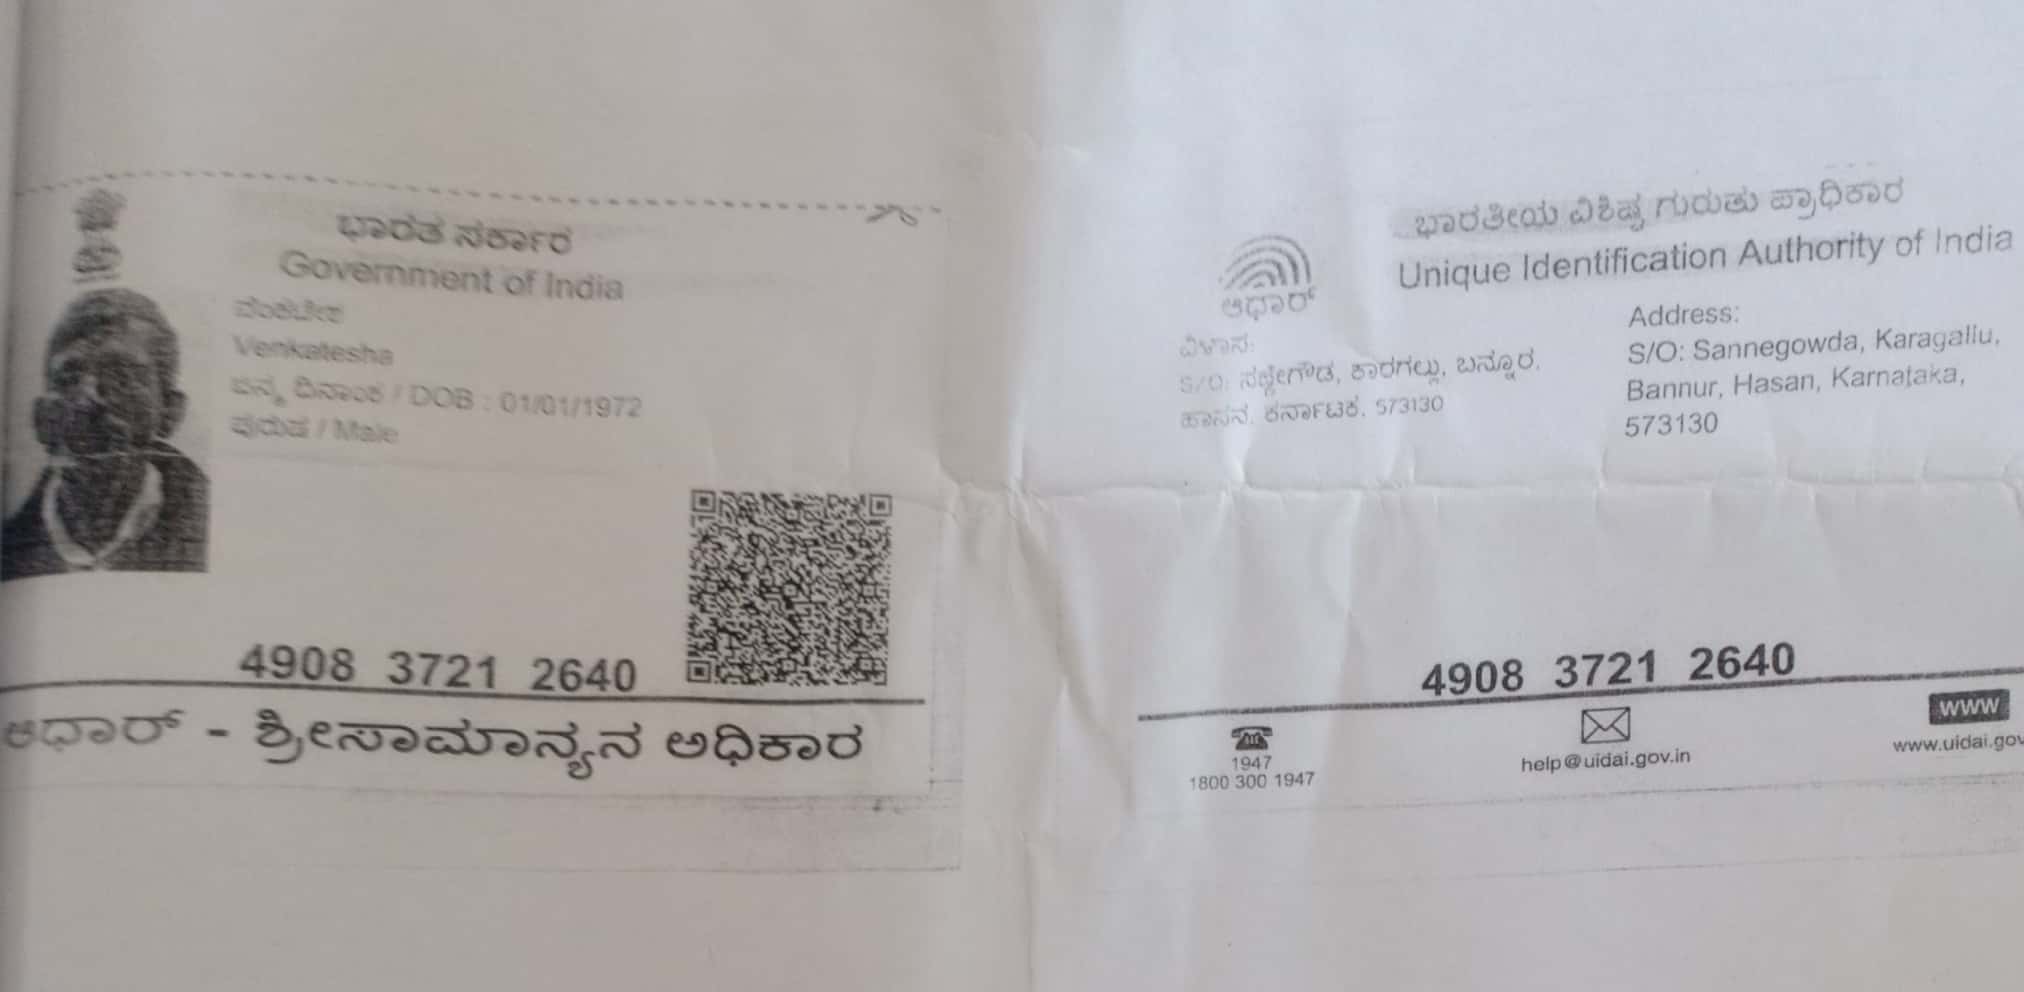 ಭಾರತ ಸರ್ಕಾರ
Government of India
ವೆಂಕಟೇಶ
Venkatesha
ಜನ್ಮ ದಿನಾಂಕ / DOB : 01/01/1972
ಪುರುಷ / Male
4908 3721 2640
ಆಧಾರ್ - ಶ್ರೀಸಾಮಾನ್ಯನ ಅಧಿಕಾರ
ಭಾರತೀಯ ವಿಶಿಷ್ಟ ಗುರುತು ಪ್ರಾಧಿಕಾರ
Unique Identification Authority of India
ಆಧಾರ್
ವಿಳಾಸ:
S/O: ಸಣ್ಣೇಗೌಡ, ಕಾರಗಲ್ಲು, ಬನ್ನೂರ,
ಹಾಸನ, ಕರ್ನಾಟಕ, 573130
Address:
S/O: Sannegowda, Karagallu,
Bannur, Hasan, Karnataka,
573130
4908 3721 2640
1947
1800 300 1947
help@uidai.gov.in
www
www.uidai.gov